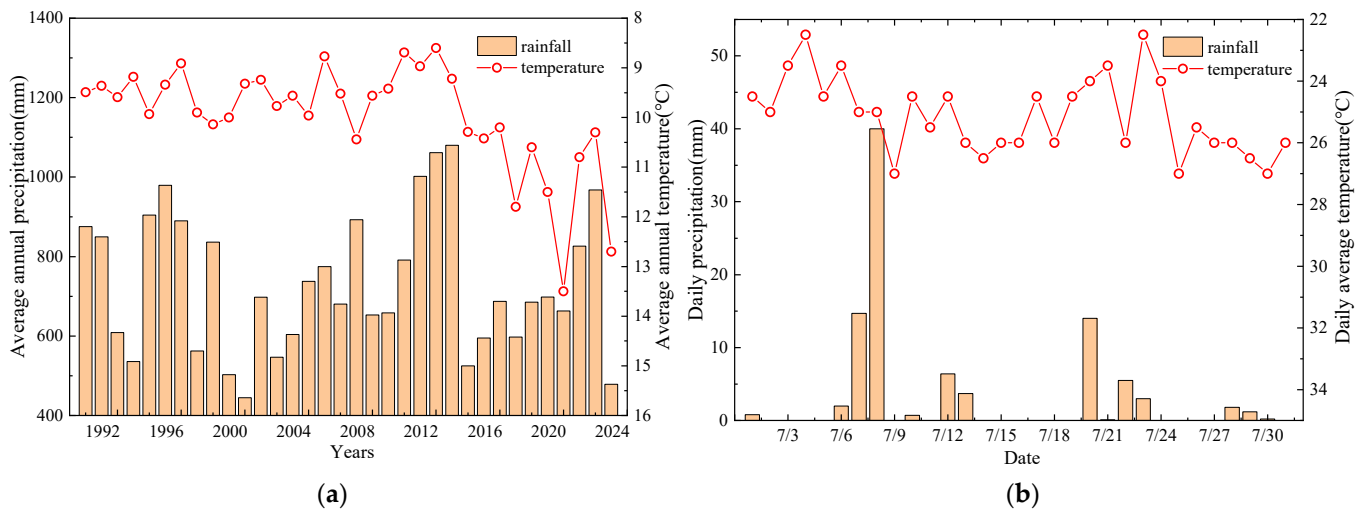 1400
1200
1000
800
600
400
Average annual precipitation(mm)
8
9
10
11
12
13
14
15
16
Average annual temperature(°C)
rainfall
temperature
1992 1996 2000 2004 2008 2012 2016 2020 2024
Years
(a)
50
40
30
20
10
0
Daily precipitation(mm)
22
24
26
28
30
32
34
Daily average temperature(°C)
rainfall
temperature
7/3 7/6 7/9 7/12 7/15 7/18 7/21 7/24 7/27 7/30
Date
(b)